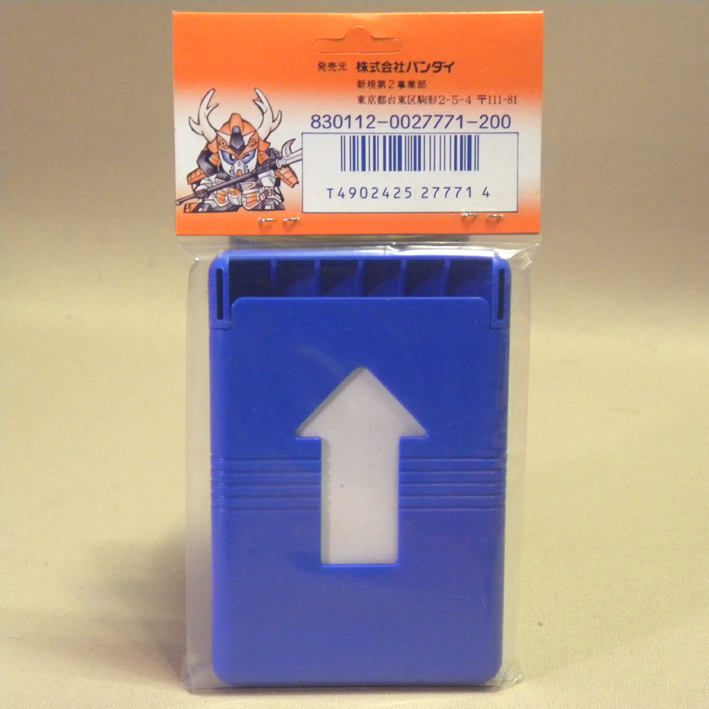 発売元 株式会社バンダイ
新規第2事業部
東京都台東区駒形2-5-4 〒111-81
830112-0027771-200
T4902425 27771 4